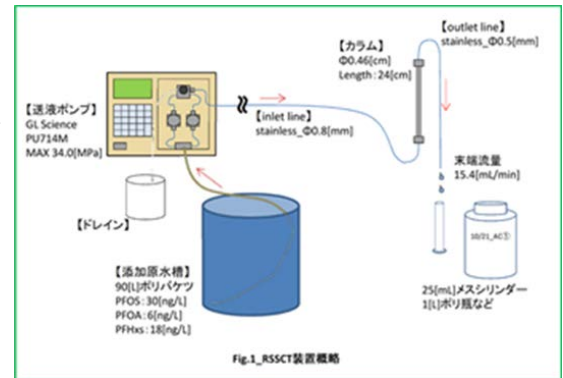 【outlet line】
stainless_Φ0.5[mm]
【カラム】
Φ0.46[cm]
Length：24[cm]
【送液ポンプ】
GL Science
PU714M
MAX 34.0[MPa]
【inlet line】
stainless_Φ0.8[mm]
末端流量
15.4[mL/min]
【ドレイン】
10/21_AC①
【添加原水槽】
90[L]ポリバケツ
PFOS：30[ng/L]
PFOA：6[ng/L]
PFHxs：18[ng/L]
25[mL]メスシリンダー
1[L]ポリ瓶など
Fig.1_RSSCT装置概略